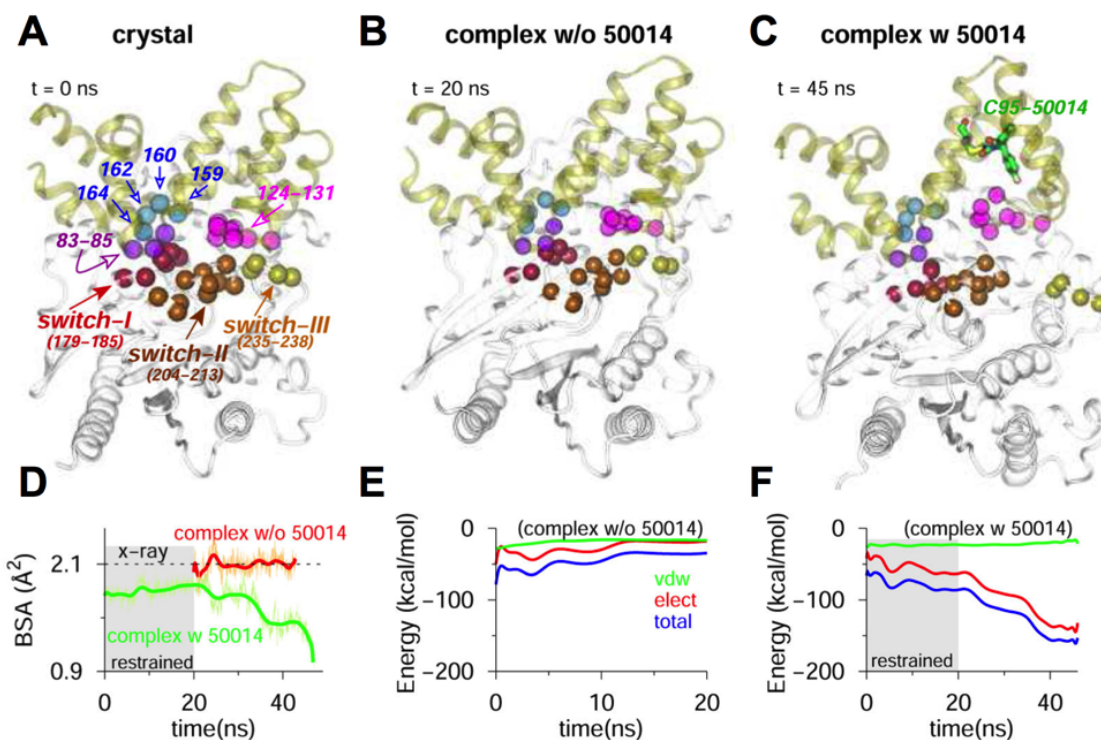 A crystal
B complex w/o 50014
C complex w 50014
t = 0 ns
t = 20 ns
t = 45 ns
C95-50014
160
162
159
164
124-131
83-85
switch-I
(179-185)
switch-II
(204-213)
switch-III
(235-238)
D
complex w/o 50014
x-ray
2.1
BSA (Å²)
complex w 50014
restrained
0.9
0 20 40
time(ns)
E
0
(complex w/o 50014)
vdw
elect
total
-100
-200
Energy (kcal/mol)
0 10 20
time(ns)
F
0
(complex w 50014)
-100
restrained
-200
Energy (kcal/mol)
0 20 40
time(ns)